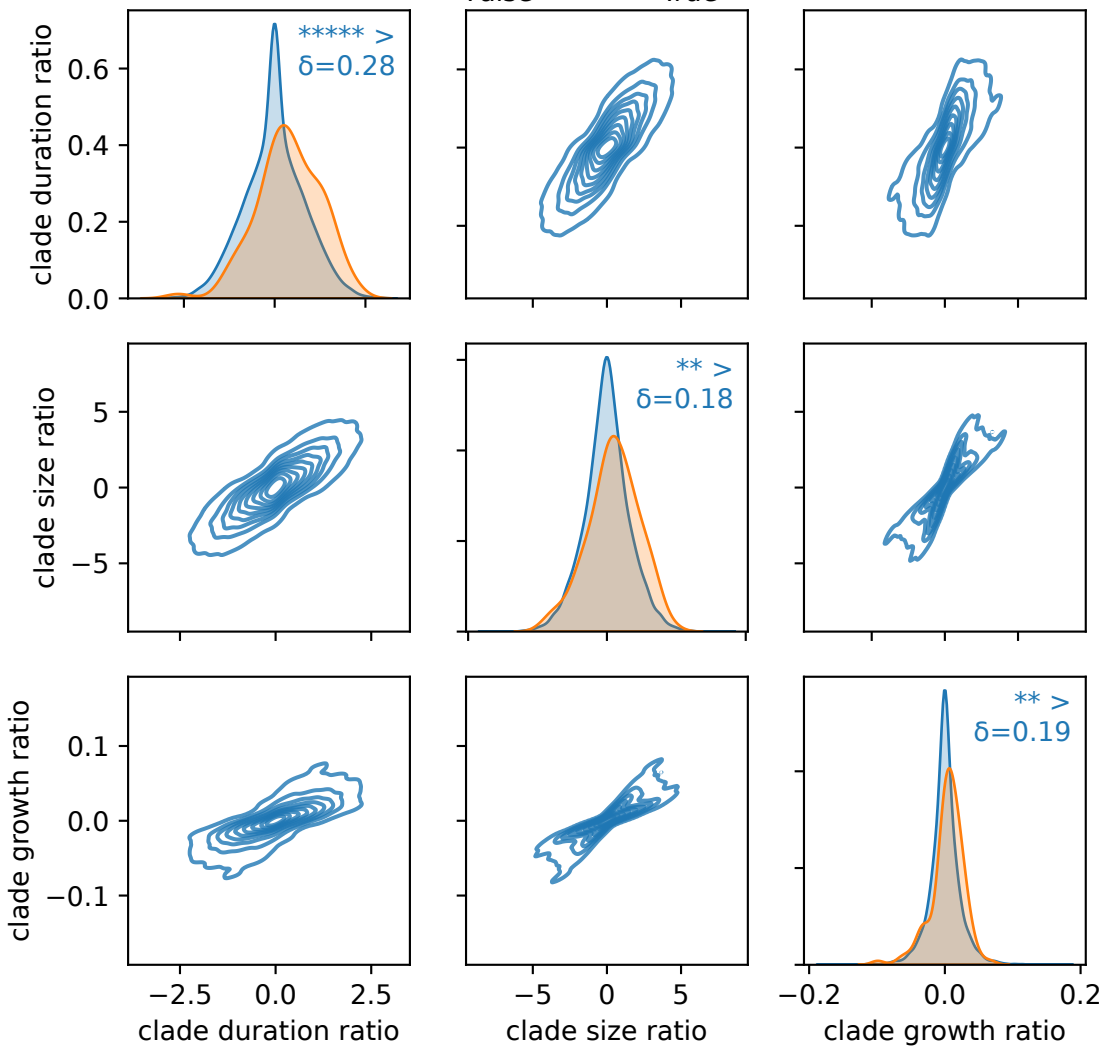 clade duration ratio
0.6
0.4
0.2
0.0
***** >
δ=0.28
clade size ratio
5
0
−5
** >
δ=0.18
clade growth ratio
0.1
0.0
−0.1
** >
δ=0.19
−2.5 0.0 2.5
−5 0 5
−0.2 0.0 0.2
clade duration ratio
clade size ratio
clade growth ratio